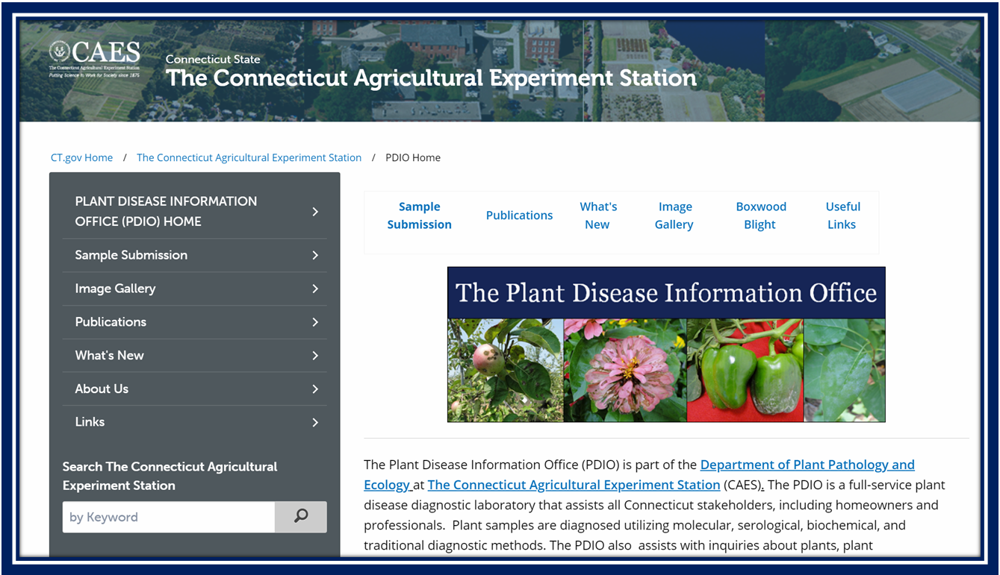 CAES
The Connecticut Agricultural Experiment Station
Putting Science to Work for Society since 1875
Connecticut State
The Connecticut Agricultural Experiment Station
CT.gov Home / The Connecticut Agricultural Experiment Station / PDIO Home
PLANT DISEASE INFORMATION
OFFICE (PDIO) HOME
Sample Submission
Image Gallery
Publications
What's New
About Us
Links
Search The Connecticut Agricultural
Experiment Station
by Keyword
Sample
Submission
Publications
What's
New
Image
Gallery
Boxwood
Blight
Useful
Links
The Plant Disease Information Office
The Plant Disease Information Office (PDIO) is part of the Department of Plant Pathology and
Ecology at The Connecticut Agricultural Experiment Station (CAES). The PDIO is a full-service plant
disease diagnostic laboratory that assists all Connecticut stakeholders, including homeowners and
professionals.  Plant samples are diagnosed utilizing molecular, serological, biochemical, and
traditional diagnostic methods. The PDIO also  assists with inquiries about plants, plant